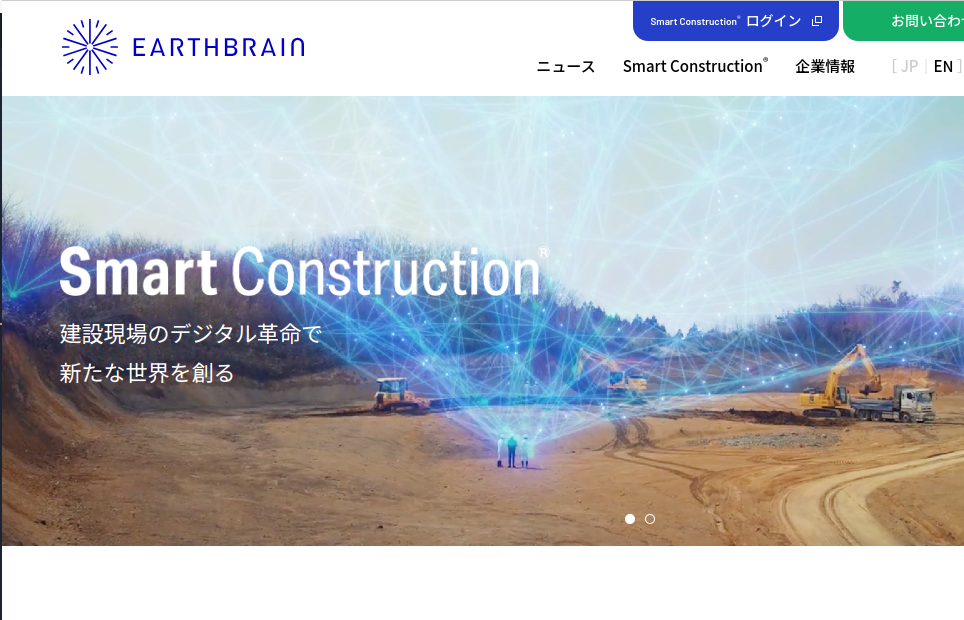 Smart Construction® ログイン
お問い合わ
EARTHBRAIN
ニュース
Smart Construction®
企業情報
[ JP | EN ]
Smart Construction®
建設現場のデジタル革命で
新たな世界を創る